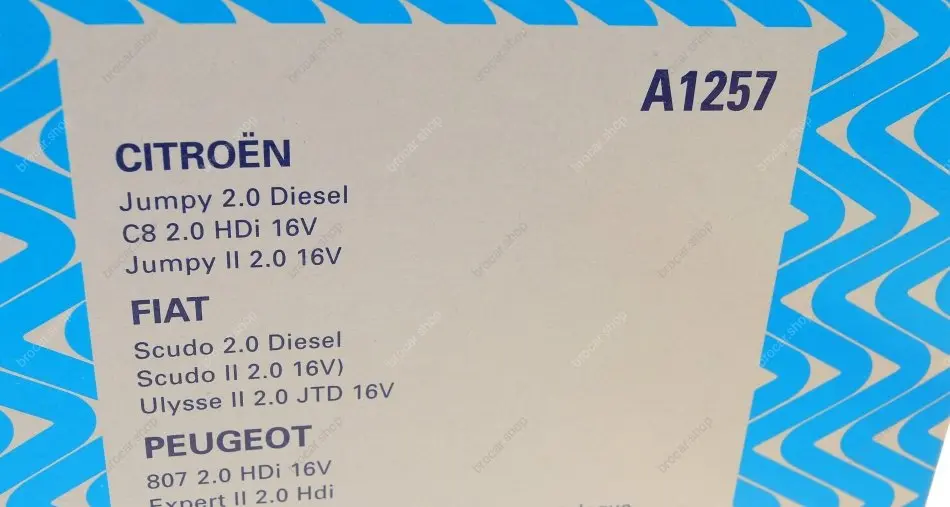 A1257
CITROËN
Jumpy 2.0 Diesel
C8 2.0 HDi 16V
Jumpy II 2.0 16V
FIAT
Scudo 2.0 Diesel
Scudo II 2.0 16V)
Ulysse II 2.0 JTD 16V
PEUGEOT
807 2.0 HDi 16V
Expert II 2.0 Hdi
brocar.shop